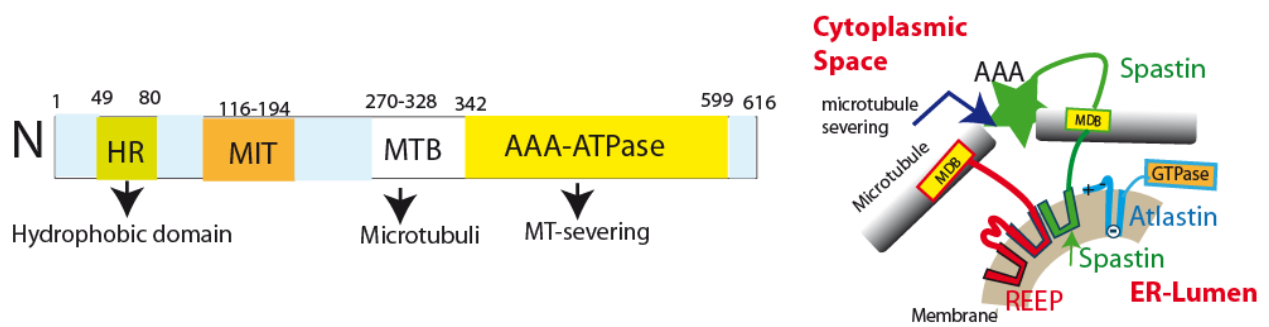 1 49 80 116-194 270-328 342 599 616
N HR MIT MTB AAA-ATPase
Hydrophobic domain Microtubuli MT-severing
Cytoplasmic
Space
AAA
Spastin
microtubule
severing
MDB
Microtubule
MDB
+ -
GTPase
Atlastin
-
Spastin
REEP
ER-Lumen
Membrane